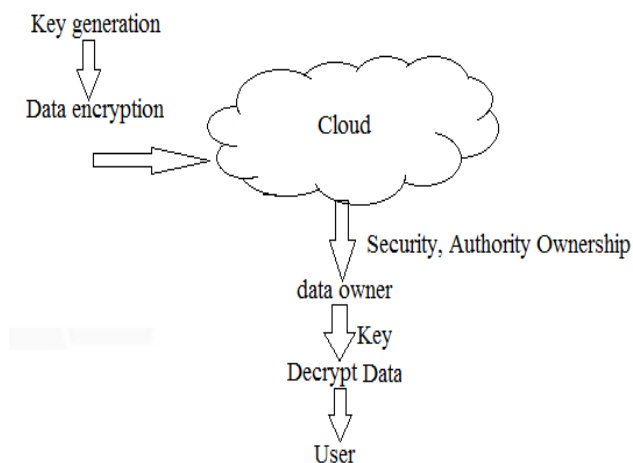 Key generation
Data encryption
Cloud
Security, Authority Ownership
data owner
Key
Decrypt Data
User